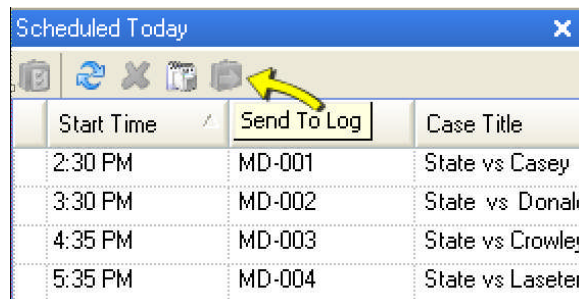 Scheduled Today
Send To Log
Start Time Case Title
2:30 PM MD-001 State vs Casey
3:30 PM MD-002 State vs Donal
4:35 PM MD-003 State vs Crowley
5:35 PM MD-004 State vs Laseter